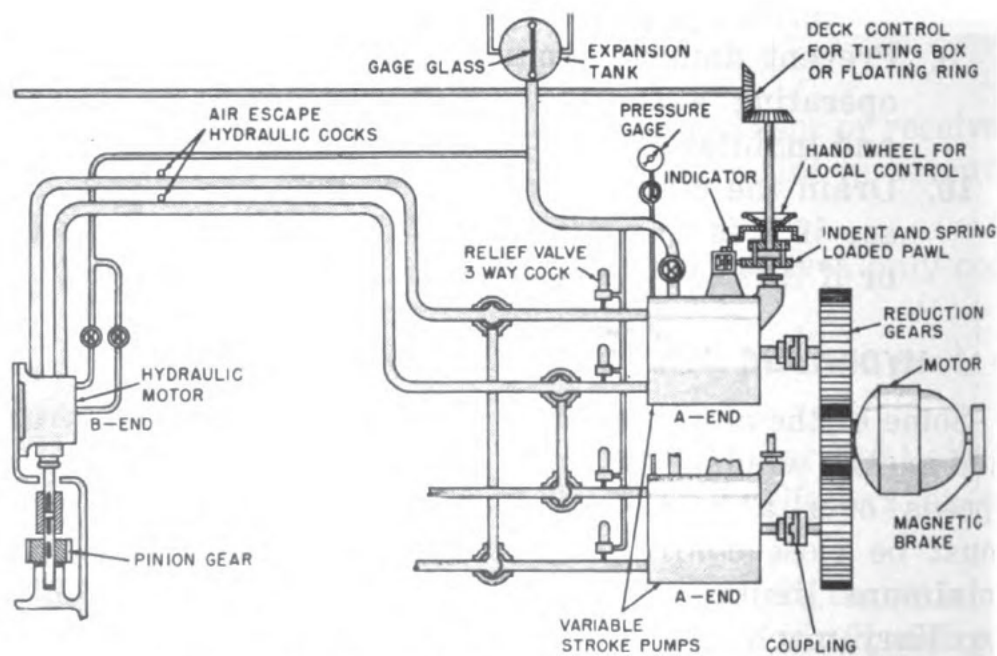 GAGE GLASS
EXPANSION
TANK
DECK CONTROL
FOR TILTING BOX
OR FLOATING RING
AIR ESCAPE
HYDRAULIC COCKS
PRESSURE
GAGE
HAND WHEEL FOR
LOCAL CONTROL
INDICATOR
INDENT AND SPRING
LOADED PAWL
RELIEF VALVE
3 WAY COCK
REDUCTION
GEARS
MOTOR
HYDRAULIC
MOTOR
B-END
A-END
MAGNETIC
BRAKE
PINION GEAR
A-END
VARIABLE
STROKE PUMPS
COUPLING